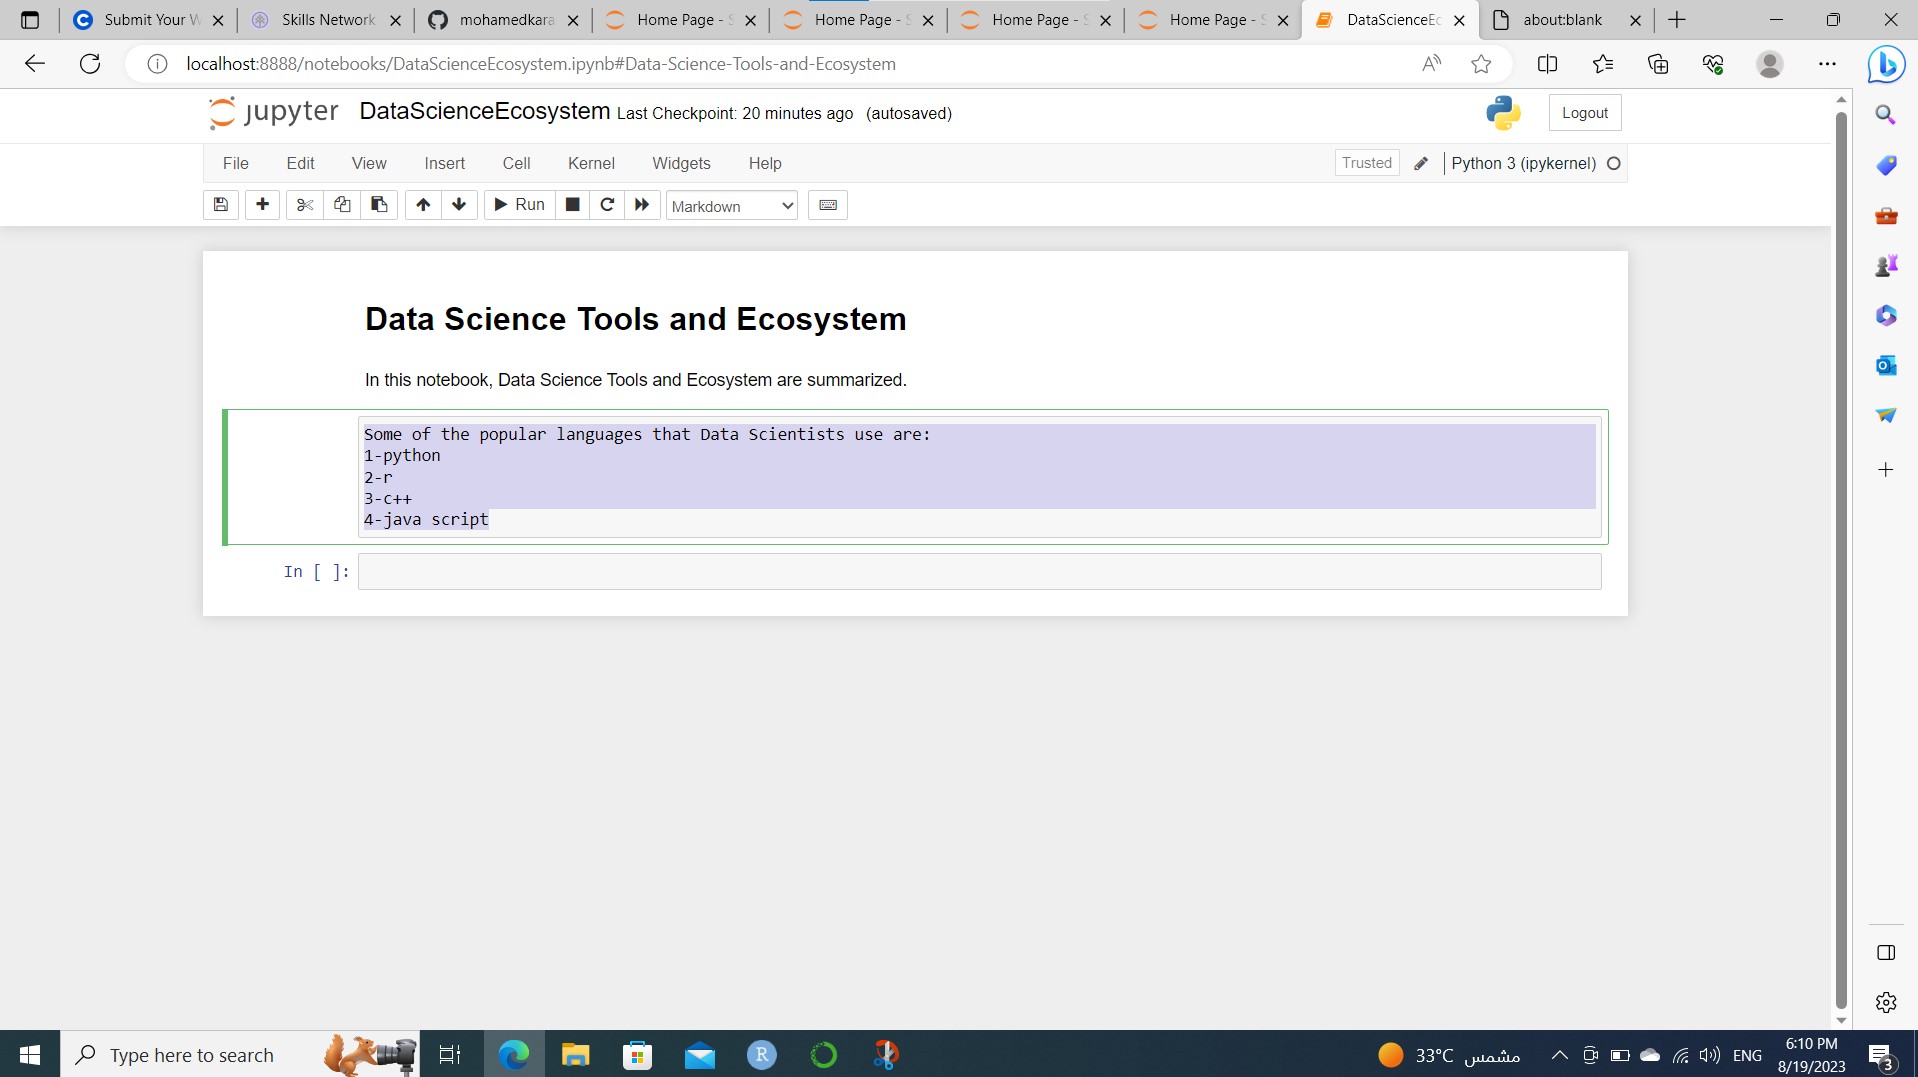 Submit Your W
Skills Network
mohamedkara
Home Page - S
Home Page - S
Home Page - S
Home Page - S
DataScienceEc
about:blank
localhost:8888/notebooks/DataScienceEcosystem.ipynb#Data-Science-Tools-and-Ecosystem
jupyter DataScienceEcosystem Last Checkpoint: 20 minutes ago (autosaved)
Logout
File Edit View Insert Cell Kernel Widgets Help
Trusted Python 3 (ipykernel)
Run Markdown
Data Science Tools and Ecosystem
In this notebook, Data Science Tools and Ecosystem are summarized.
Some of the popular languages that Data Scientists use are:
1-python
2-r
3-c++
4-java script
In [ ]:
Type here to search
33°C مشمس
ENG
6:10 PM
8/19/2023
3